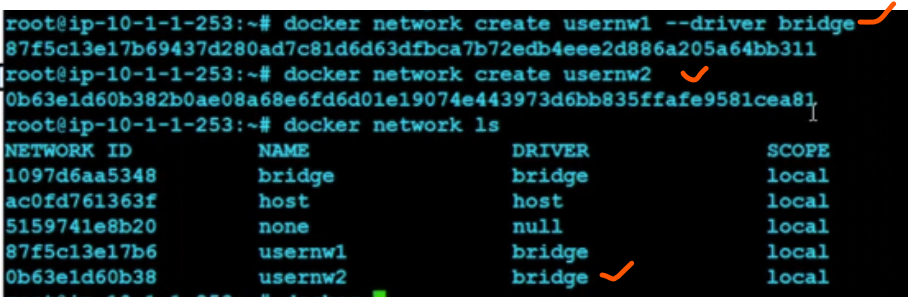 root@ip-10-1-1-253:~# docker network create usernw1 --driver bridge
87f5c13e17b69437d280ad7c81d6d63dfbca7b72edb4eee2d886a205a64bb311
root@ip-10-1-1-253:~# docker network create usernw2
0b63e1d60b382b0ae08a68e6fd6d01e19074e443973d6bb835ffafe9581cea81
root@ip-10-1-1-253:~# docker network ls
NETWORK ID NAME DRIVER SCOPE
1097d6aa5348 bridge bridge local
ac0fd761363f host host local
5159741e8b20 none null local
87f5c13e17b6 usernw1 bridge local
0b63e1d60b38 usernw2 bridge local